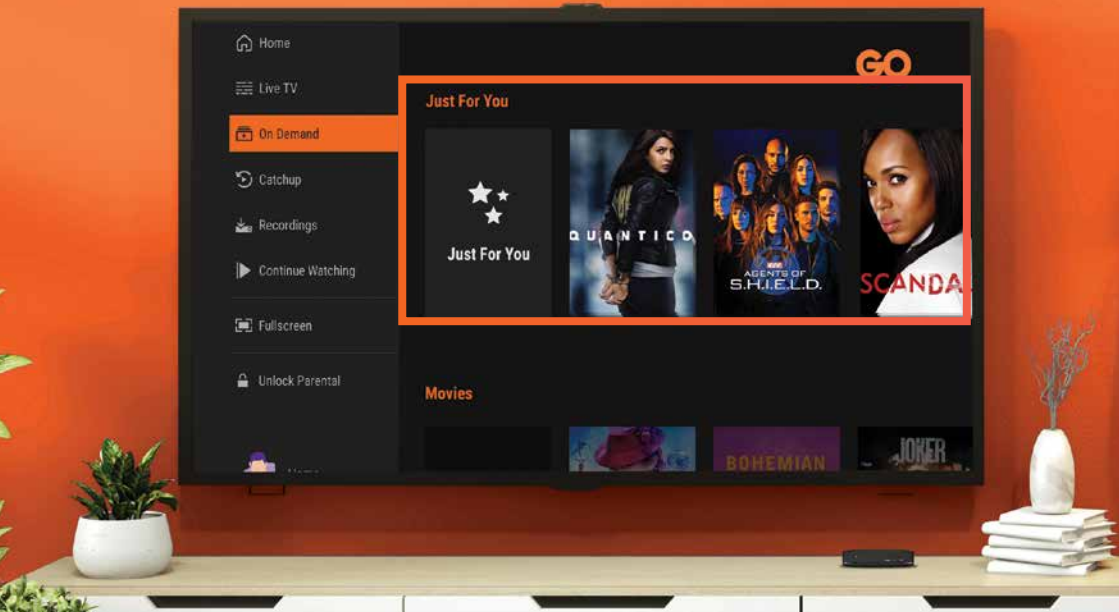 Home
GO
Live TV
Just For You
On Demand
Catchup
Recordings
Continue Watching
Just For You
QUANTICO
MARVEL
AGENTS OF
S.H.I.E.L.D.
SCANDA
Fullscreen
Unlock Parental
Movies
BOHEMIAN
JOKER